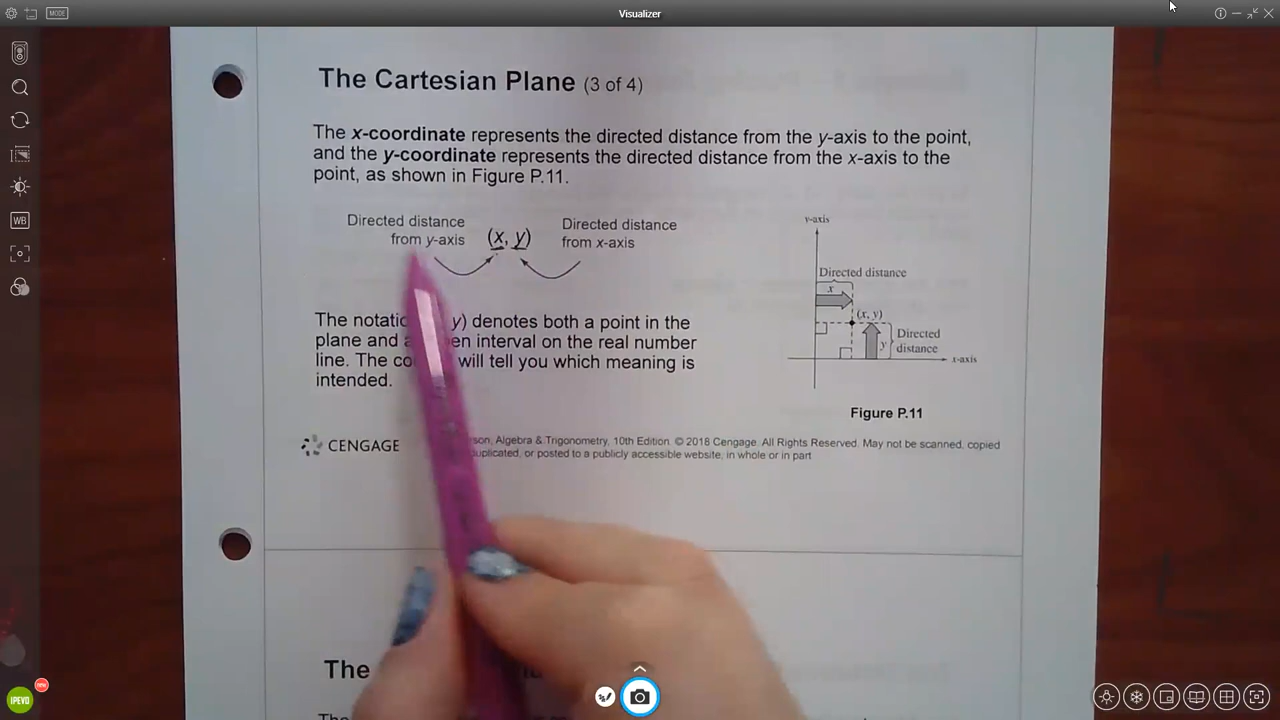 MODE
Visualizer
WB
The Cartesian Plane (3 of 4)
The x-coordinate represents the directed distance from the y-axis to the point,
and the y-coordinate represents the directed distance from the x-axis to the
point, as shown in Figure P.11.
Directed distance
from y-axis
(x, y)
Directed distance
from x-axis
The y) denotes both a point in the
plane and interval on the real number
line. The will tell you which meaning is
intended.
y-axis
Directed distance
x
(x, y)
Directed
distance
y
x-axis
Figure P.11
CENGAGE
Algebra & Trigonometry, 10th Edition. © 2018 Cengage. All Rights Reserved. May not be scanned, copied
or posted to a publicly accessible website, in whole or in part
The
IPEVO